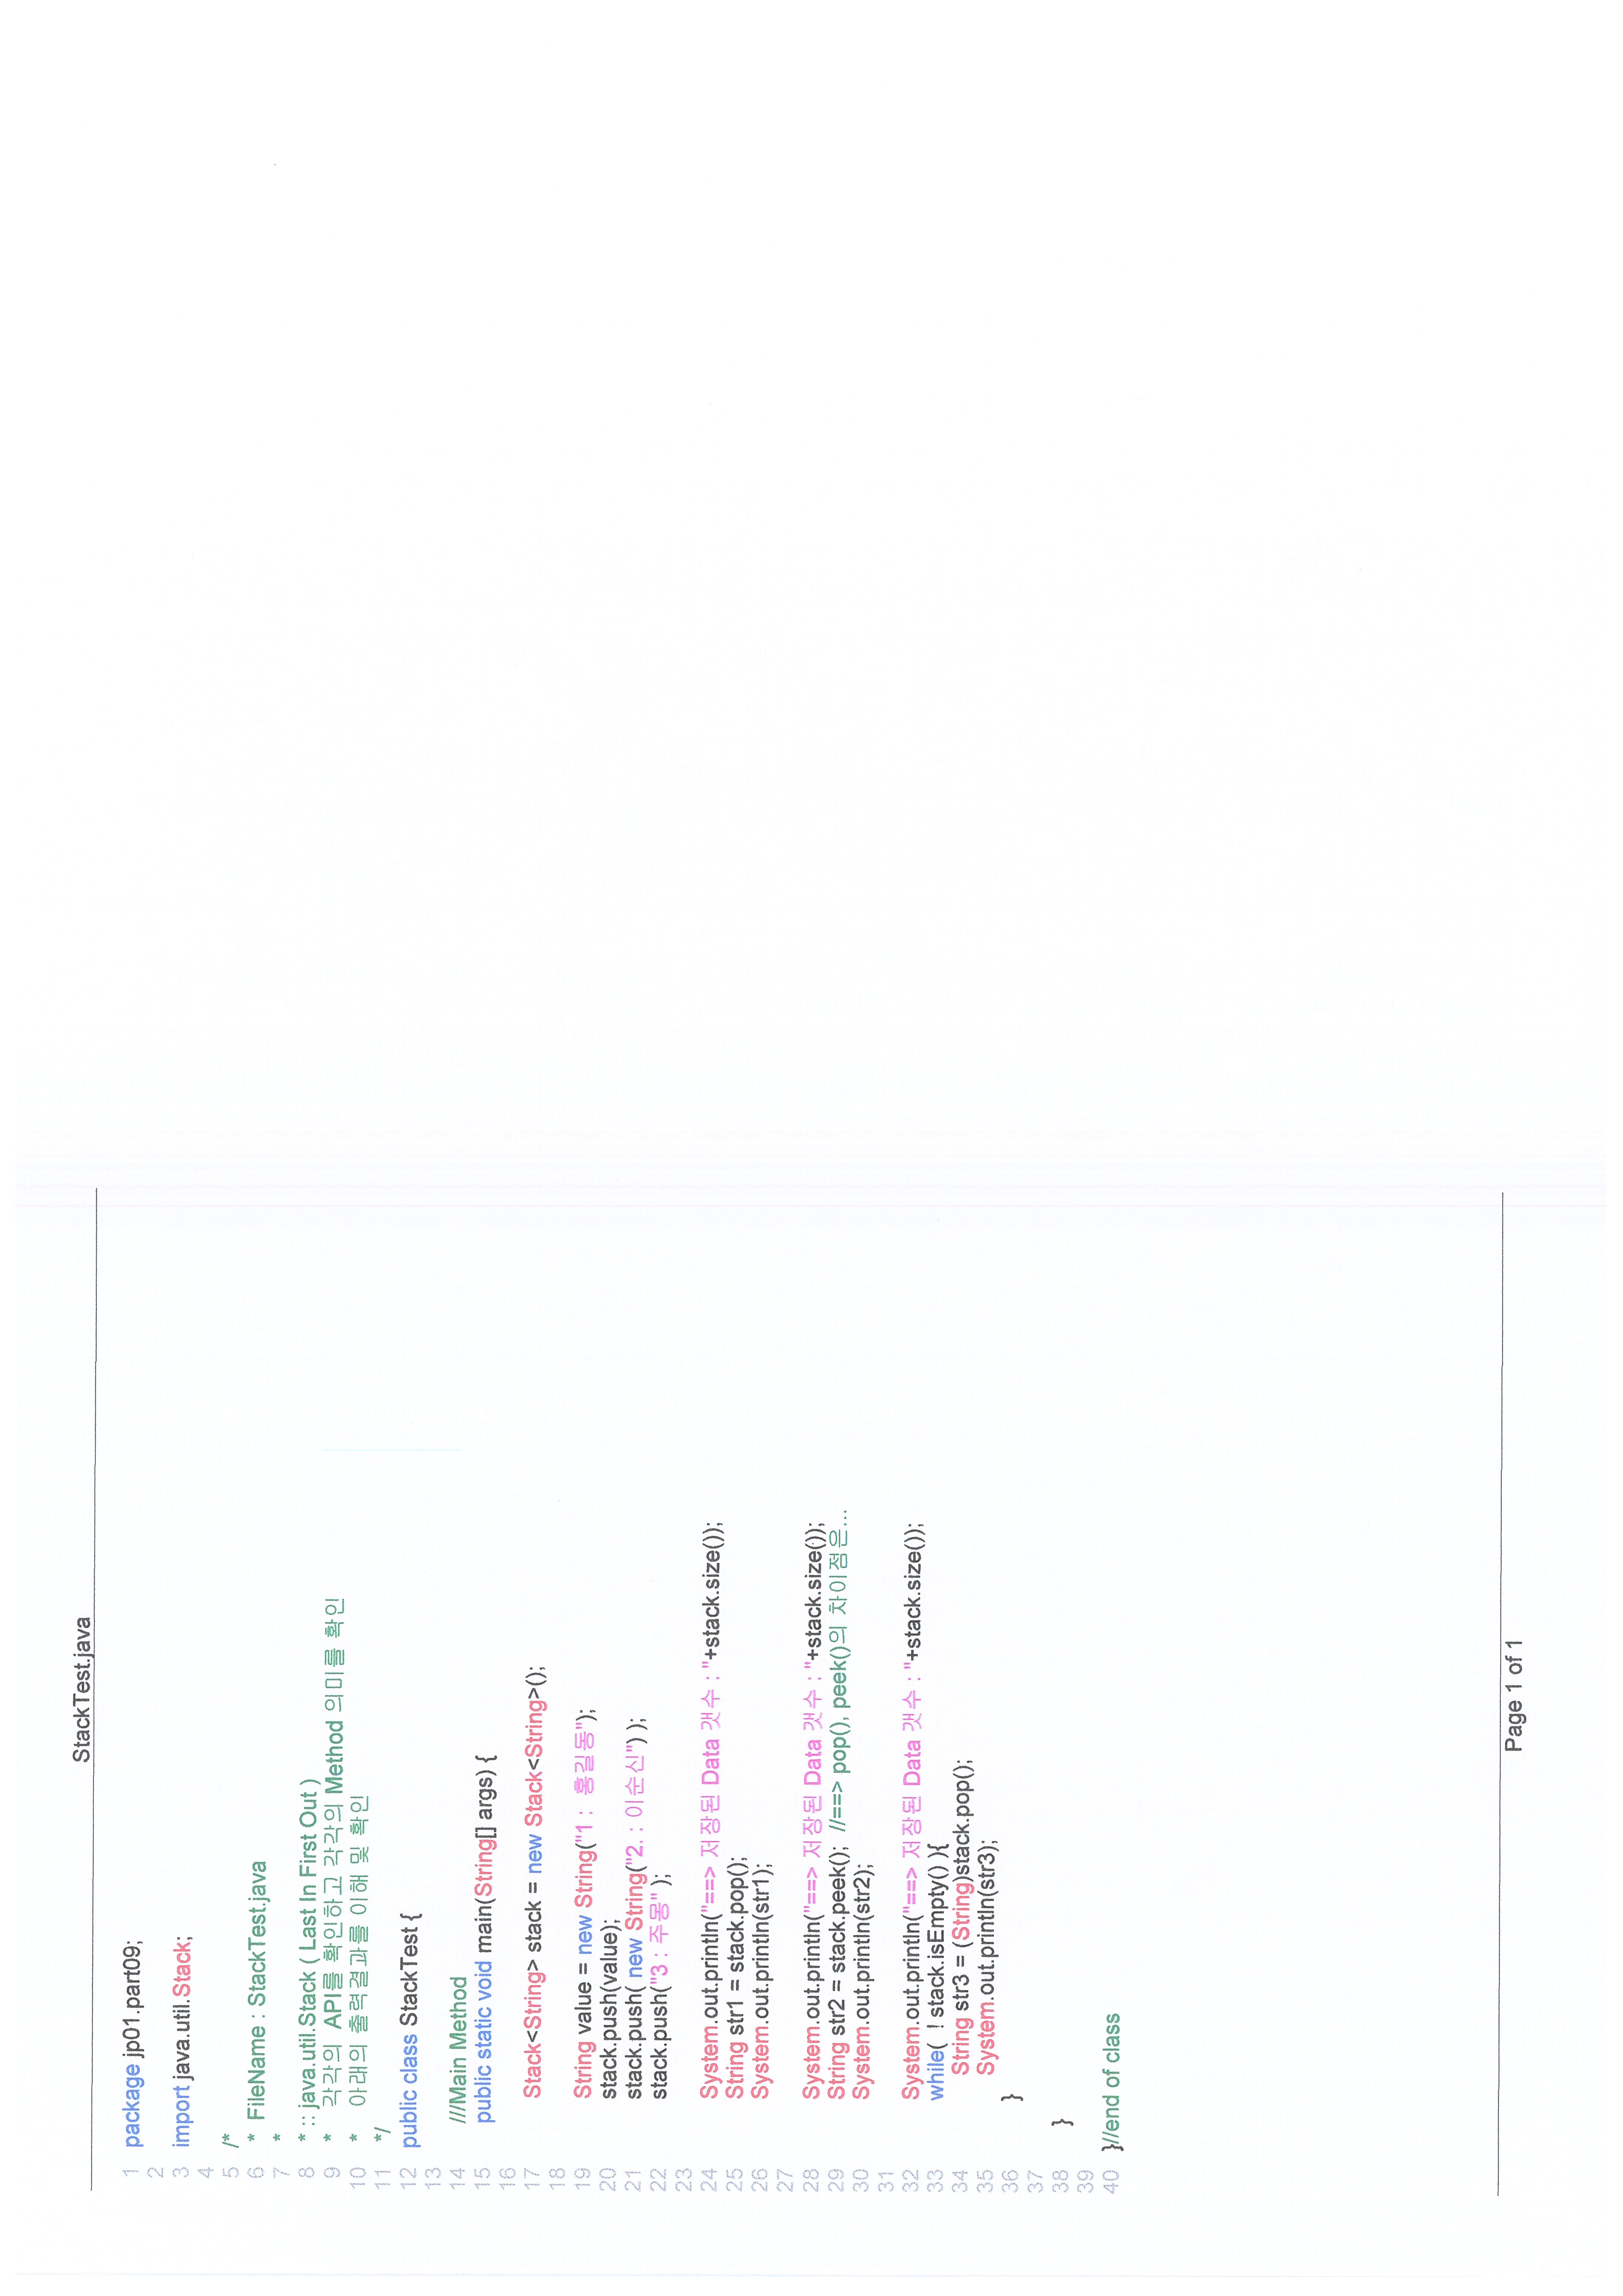 StackTest.java
1 package jp01.part09;
2
3 import java.util.Stack;
4
5 /*
6 * FileName : StackTest.java
7 *
8 * :: java.util.Stack ( Last In First Out )
9 * 각각의 API를 확인하고 각각의 Method 의미를 확인
10 * 아래의 출력결과를 이해 및 확인
11 */
12 public class StackTest {
13
14 ///Main Method
15 public static void main(String[] args) {
16
17 Stack<String> stack = new Stack<String>();
18
19 String value = new String("1 : 홍길동");
20 stack.push(value);
21 stack.push( new String("2. : 이순신") );
22 stack.push("3 : 주몽" );
23
24 System.out.println("==> 저장된 Data 갯수 : "+stack.size());
25 String str1 = stack.pop();
26 System.out.println(str1);
27
28 System.out.println("==> 저장된 Data 갯수 : "+stack.size());
29 String str2 = stack.peek(); //==> pop(), peek()의 차이점은...
30 System.out.println(str2);
31
32 System.out.println("==> 저장된 Data 갯수 : "+stack.size());
33 while( ! stack.isEmpty() ){
34 String str3 = (String)stack.pop();
35 System.out.println(str3);
36 }
37
38 }
39
40 }//end of class
Page 1 of 1